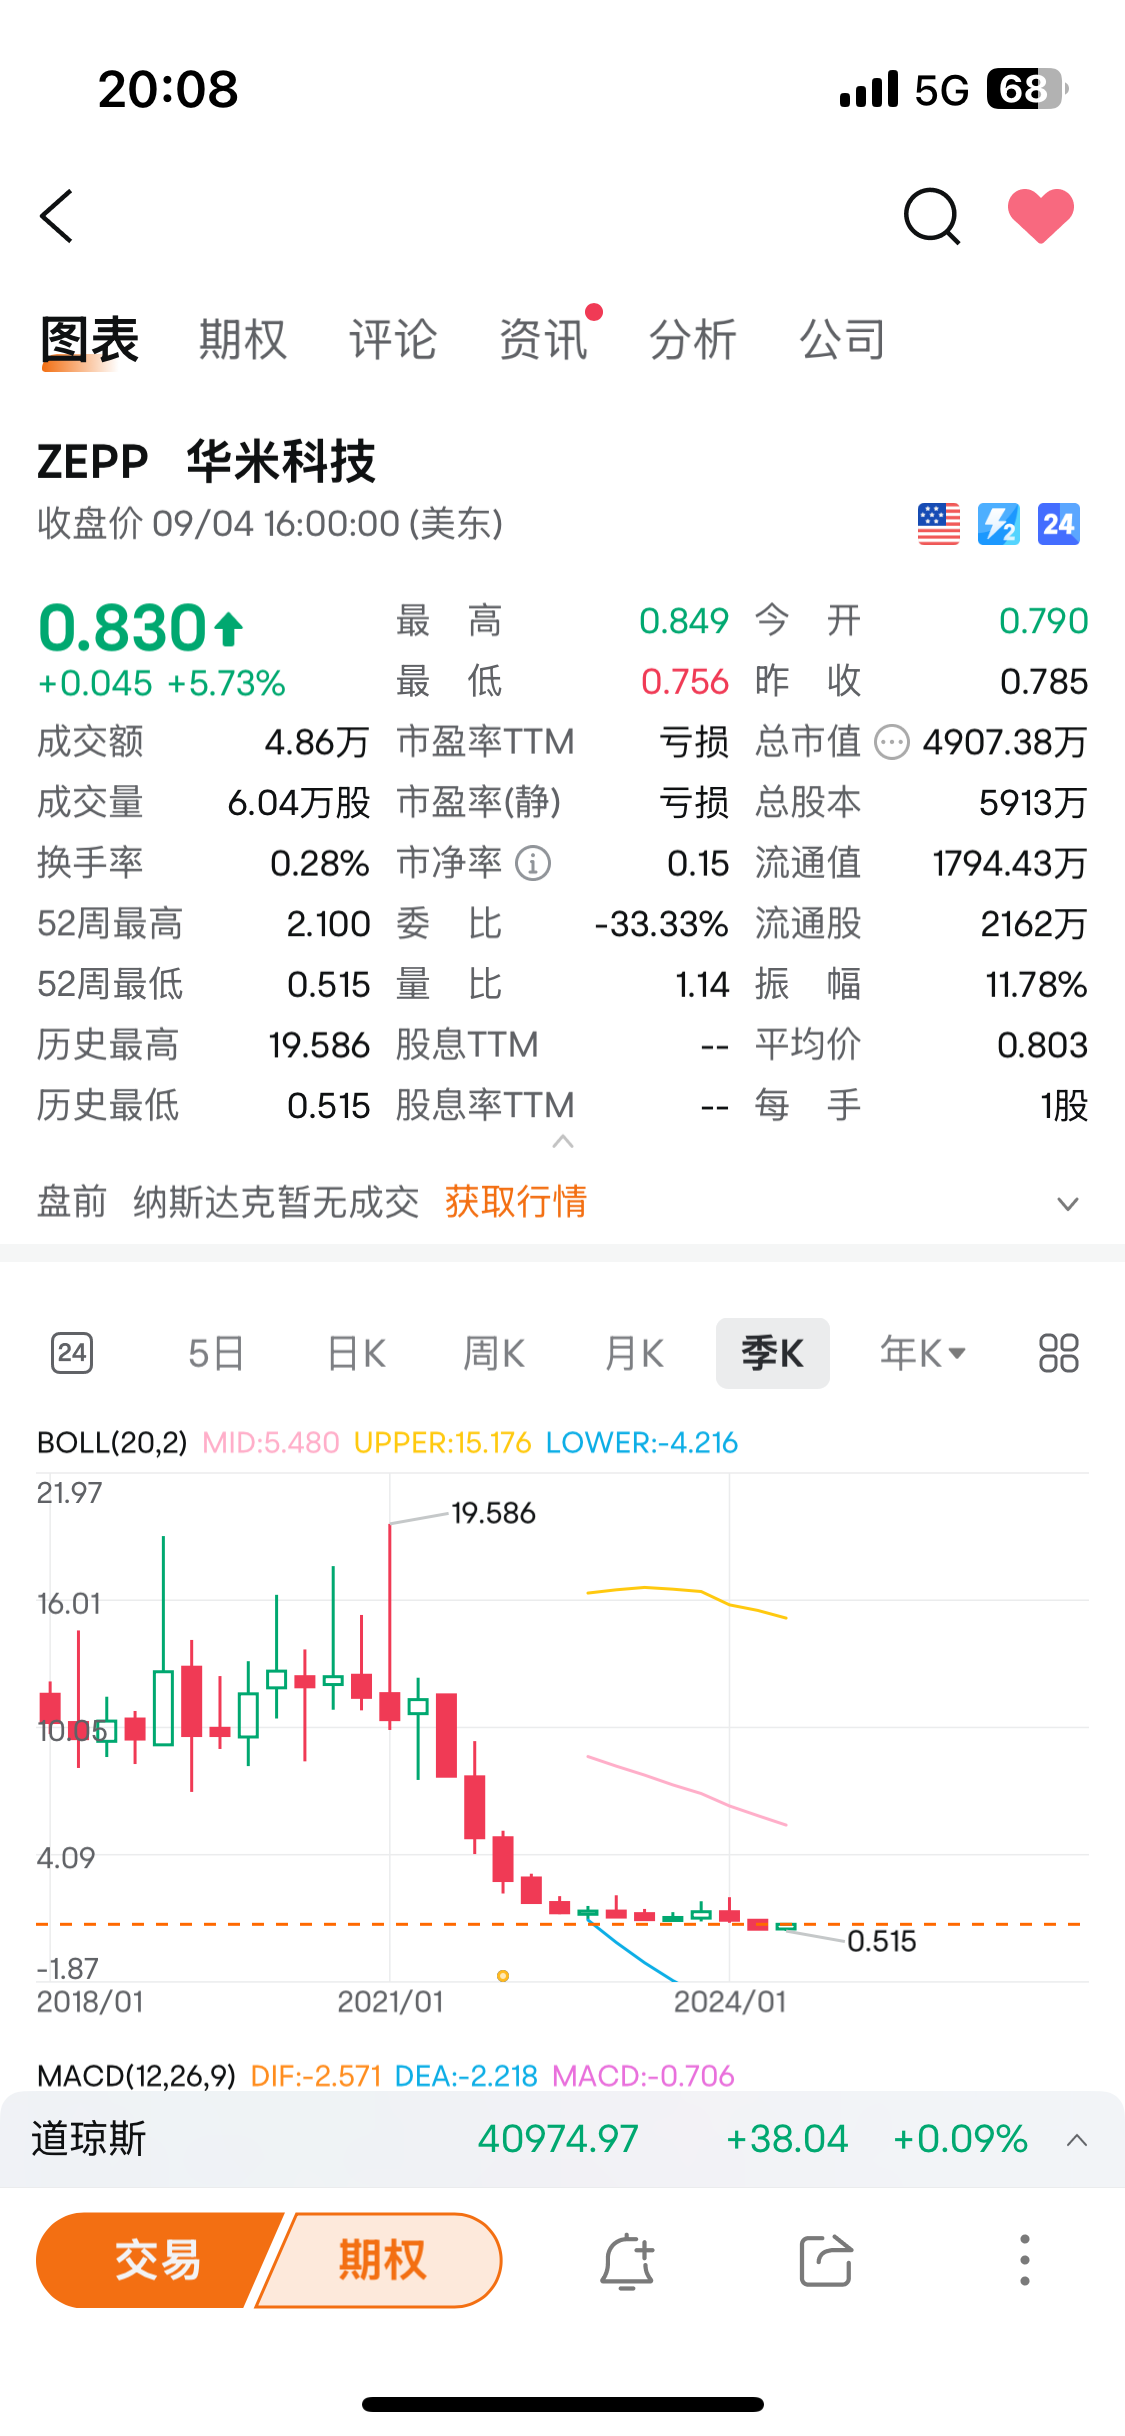 20:08 5G 68
图表 期权 评论 资讯 分析 公司
ZEPP 华米科技
收盘价 09/04 16:00:00 (美东) 2 24
0.830 最高 0.849 今开 0.790
+0.045 +5.73% 最低 0.756 昨收 0.785
成交额 4.86万 市盈率TTM 亏损 总市值 4907.38万
成交量 6.04万股 市盈率(静) 亏损 总股本 5913万
换手率 0.28% 市净率 0.15 流通值 1794.43万
52周最高 2.100 委比 -33.33% 流通股 2162万
52周最低 0.515 量比 1.14 振幅 11.78%
历史最高 19.586 股息TTM -- 平均价 0.803
历史最低 0.515 股息率TTM -- 每手 1股
盘前 纳斯达克暂无成交 获取行情
24 5日 日K 周K 月K 季K 年K
BOLL(20,2) MID:5.480 UPPER:15.176 LOWER:-4.216
21.97
19.586
16.01
10.05
4.09
0.515
-1.87
2018/01 2021/01 2024/01
MACD(12,26,9) DIF:-2.571 DEA:-2.218 MACD:-0.706
道琼斯 40974.97 +38.04 +0.09%
交易 期权